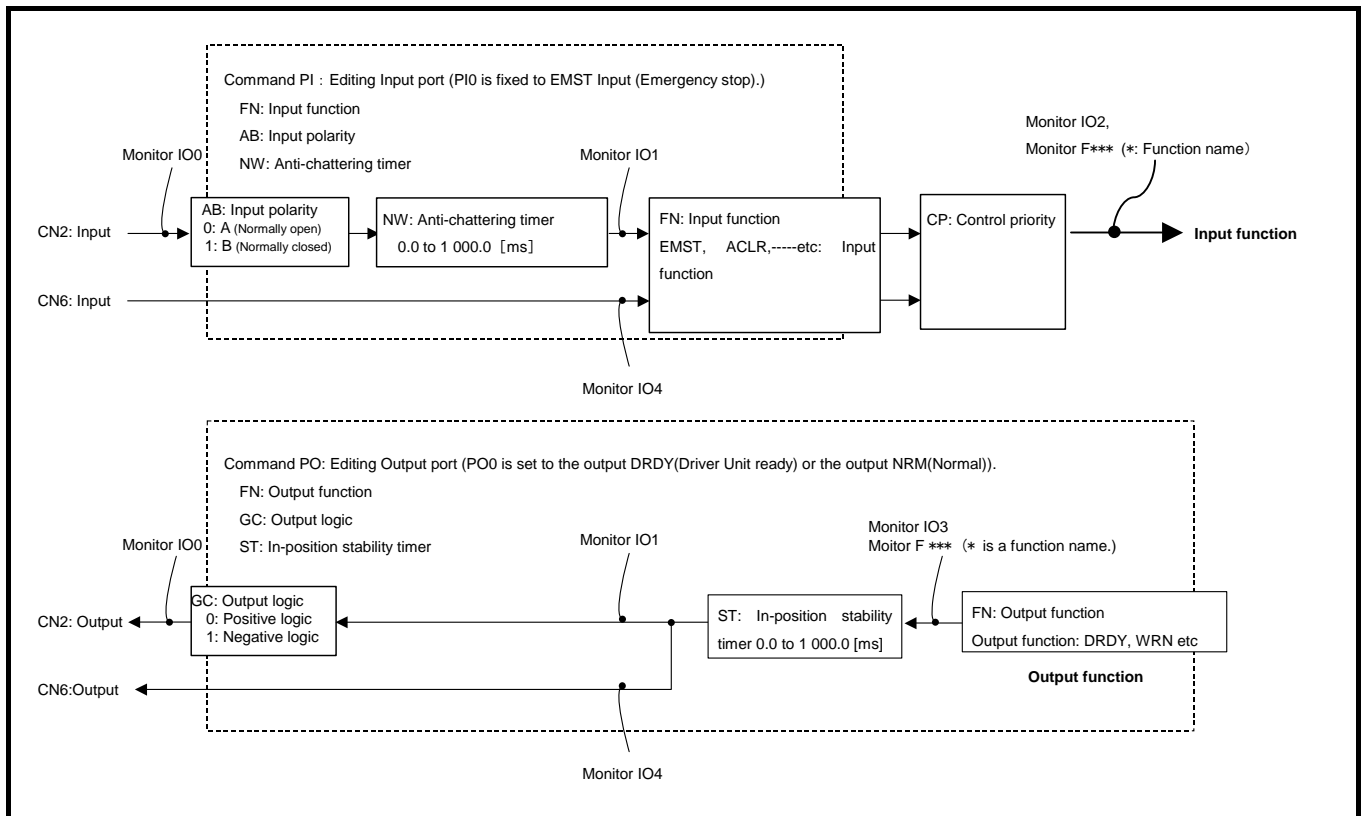 Command PI : Editing Input port (PI0 is fixed to EMST Input (Emergency stop).)
FN: Input function
AB: Input polarity
NW: Anti-chattering timer
Monitor IO0
Monitor IO1
Monitor IO2,
Monitor F*** (*: Function name)
CN2: Input
AB: Input polarity
0: A (Normally open)
1: B (Normally closed)
NW: Anti-chattering timer
0.0 to 1 000.0 [ms]
FN: Input function
EMST, ACLR,-----etc: Input
function
CP: Control priority
Input function
CN6: Input
Monitor IO4
Command PO: Editing Output port (PO0 is set to the output DRDY(Driver Unit ready) or the output NRM(Normal)).
FN: Output function
GC: Output logic
ST: In-position stability timer
Monitor IO0
Monitor IO1
Monitor IO3
Moitor F *** (* is a function name.)
CN2: Output
GC: Output logic
0: Positive logic
1: Negative logic
ST: In-position stability
timer 0.0 to 1 000.0 [ms]
FN: Output function
Output function: DRDY, WRN etc
Output function
CN6:Output
Monitor IO4